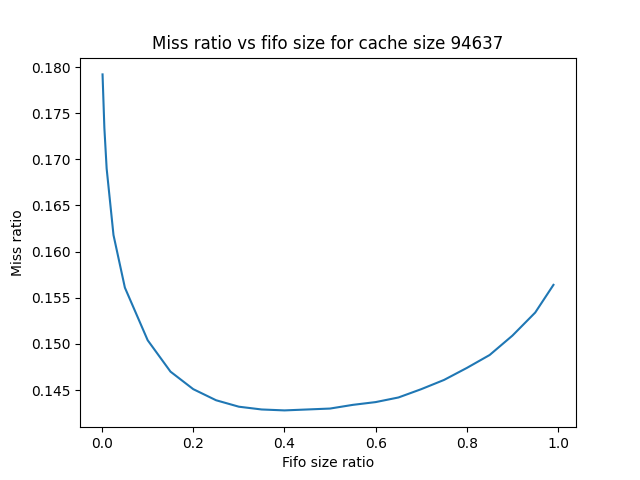 Miss ratio vs fifo size for cache size 94637
0.180
0.175
0.170
0.165
0.160
0.155
0.150
0.145
Miss ratio
0.0 0.2 0.4 0.6 0.8 1.0
Fifo size ratio